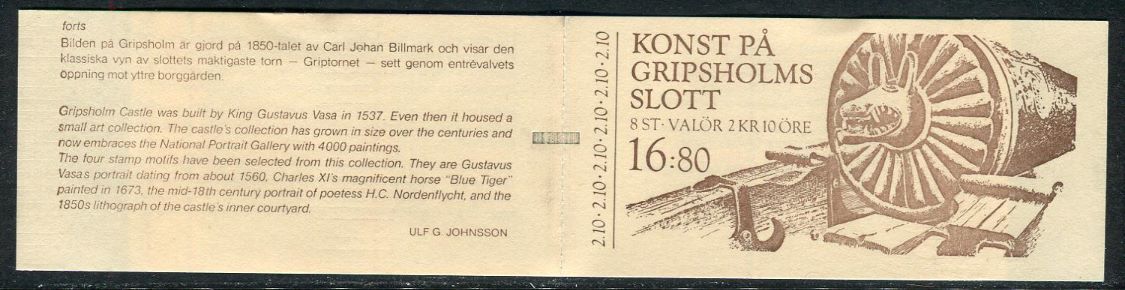 forts
Bilden på Gripsholm är gjord på 1850-talet av Carl Johan Billmark och visar den
klassiska vyn av slottets mäktigaste torn – Griptornet – sett genom entrévalvets
öppning mot yttre borggården.
Gripsholm Castle was built by King Gustavus Vasa in 1537. Even then it housed a
small art collection. The castle's collection has grown in size over the centuries and
now embraces the National Portrait Gallery with 4000 paintings.
The four stamp motifs have been selected from this collection. They are Gustavus
Vasas portrait dating from about 1560, Charles XI's magnificent horse "Blue Tiger"
painted in 1673, the mid-18th century portrait of poetess H.C. Nordenflycht, and the
1850s lithograph of the castle's inner courtyard.
ULF G. JOHNSSON
2.10 · 2.10 · 2.10 · 2.10 · 2.10 · 2.10 · 2.10 · 2.10
KONST PÅ
GRIPSHOLMS
SLOTT
8 ST · VALÖR 2 KR 10 ÖRE
16:80